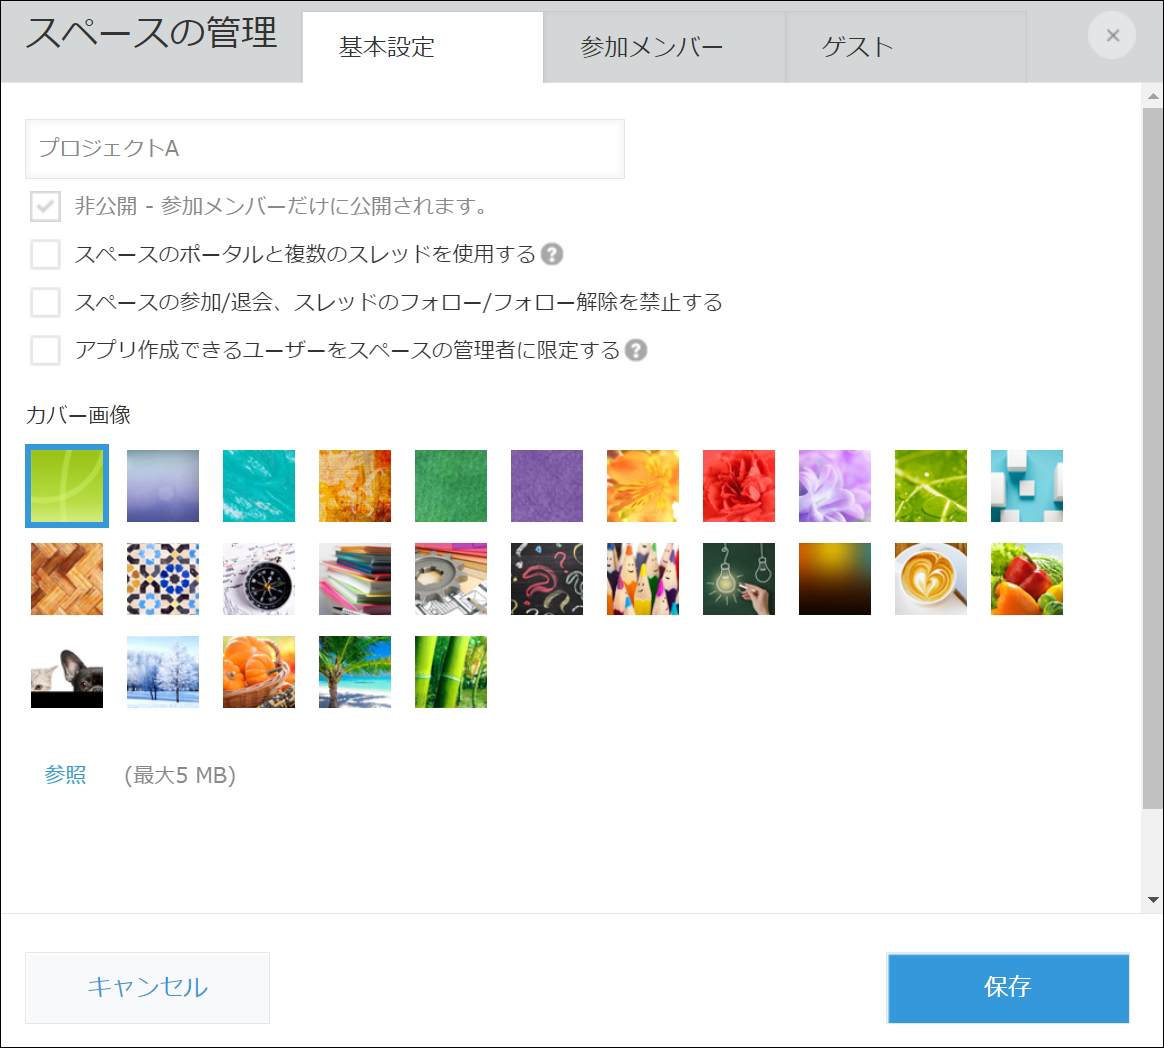 スペースの管理
基本設定
参加メンバー
ゲスト
プロジェクトA
非公開 - 参加メンバーだけに公開されます。
スペースのポータルと複数のスレッドを使用する
スペースの参加/退会、スレッドのフォロー/フォロー解除を禁止する
アプリ作成できるユーザーをスペースの管理者に限定する
カバー画像
参照 (最大5 MB)
キャンセル
保存